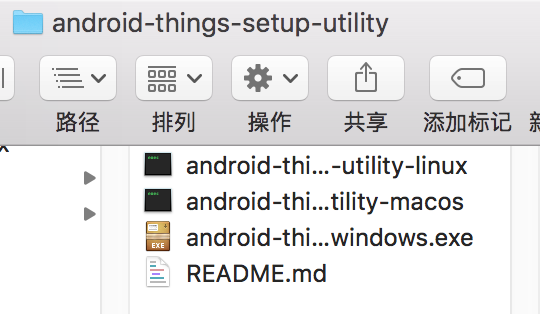 android-things-setup-utility
路径 排列 操作 共享 添加标记
android-thi...-utility-linux
android-thi...tility-macos
android-thi...windows.exe
README.md